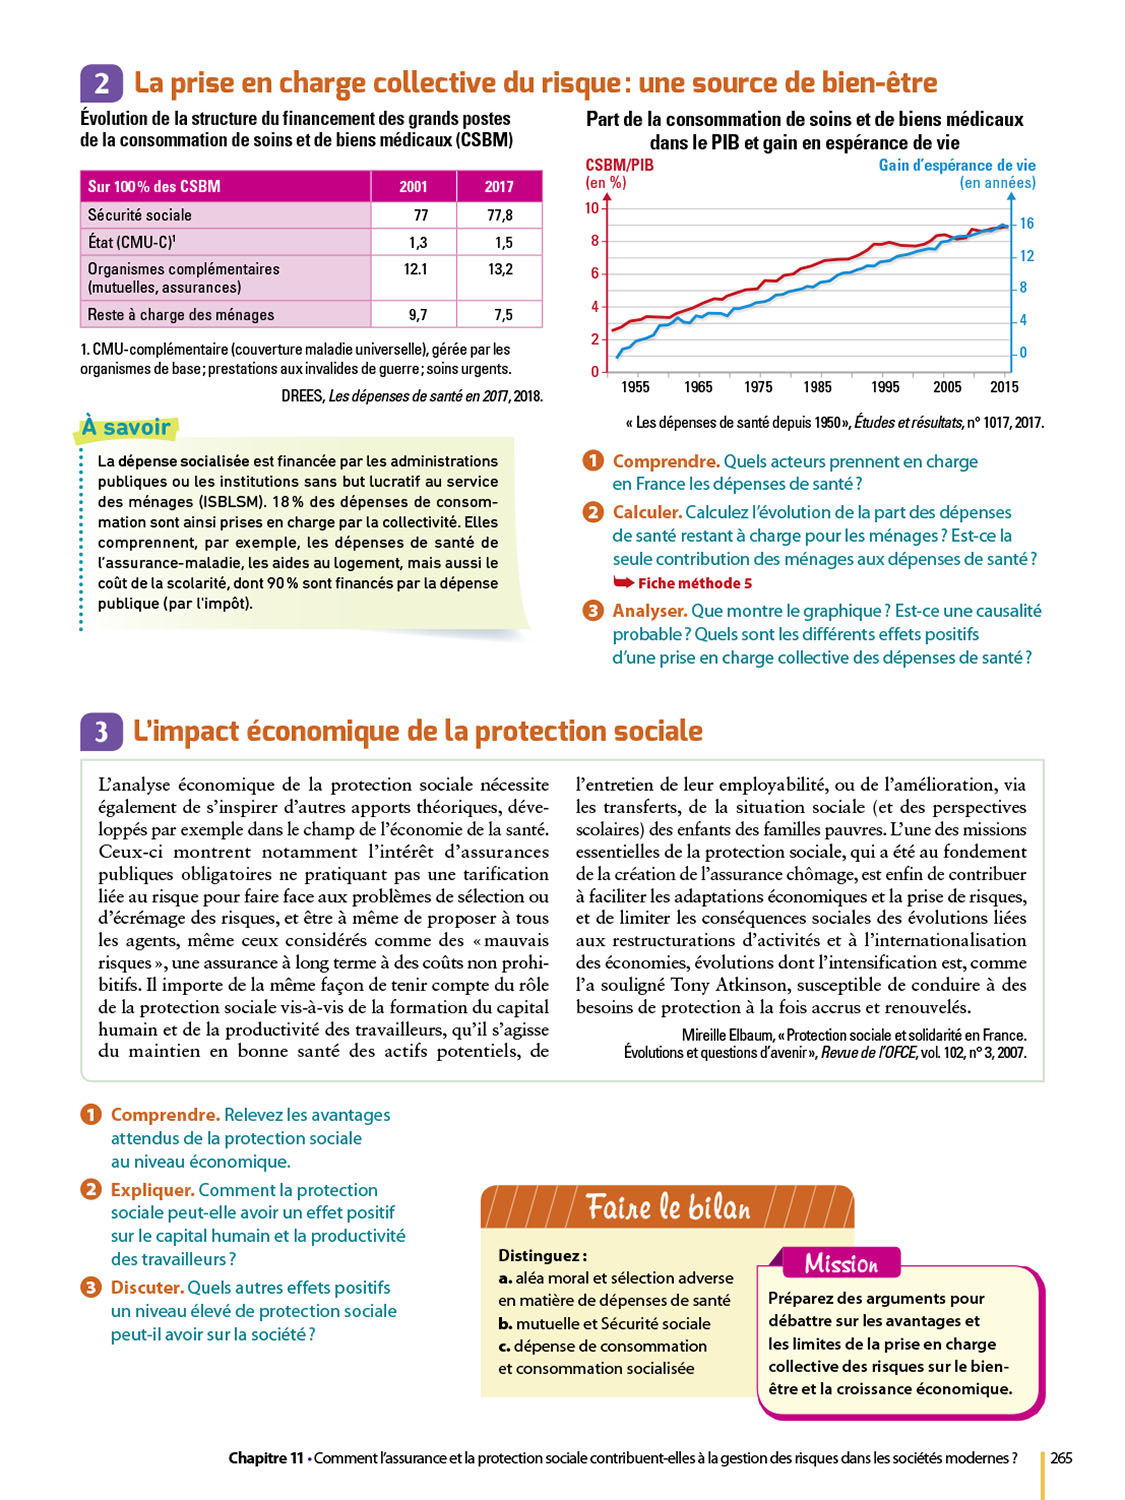 2 La prise en charge collective du risque : une source de bien-être
Évolution de la structure du financement des grands postes
de la consommation de soins et de biens médicaux (CSBM)
Sur 100 % des CSBM 2001 2017
Sécurité sociale 77 77,8
État (CMU-C)¹ 1,3 1,5
Organismes complémentaires 12.1 13,2
(mutuelles, assurances)
Reste à charge des ménages 9,7 7,5
1. CMU-complémentaire (couverture maladie universelle), gérée par les
organismes de base ; prestations aux invalides de guerre ; soins urgents.
DREES, Les dépenses de santé en 2017, 2018.
À savoir
La dépense socialisée est financée par les administrations
publiques ou les institutions sans but lucratif au service
des ménages (ISBLSM). 18 % des dépenses de consom-
mation sont ainsi prises en charge par la collectivité. Elles
comprennent, par exemple, les dépenses de santé de
l'assurance-maladie, les aides au logement, mais aussi le
coût de la scolarité, dont 90 % sont financés par la dépense
publique (par l'impôt).
Part de la consommation de soins et de biens médicaux
dans le PIB et gain en espérance de vie
CSBM/PIB
(en %)
Gain d'espérance de vie
(en années)
10
8
6
4
2
0
16
12
8
4
0
1955 1965 1975 1985 1995 2005 2015
« Les dépenses de santé depuis 1950 », Études et résultats, n° 1017, 2017.
1 Comprendre. Quels acteurs prennent en charge
en France les dépenses de santé ?
2 Calculer. Calculez l'évolution de la part des dépenses
de santé restant à charge pour les ménages ? Est-ce la
seule contribution des ménages aux dépenses de santé ?
➥ Fiche méthode 5
3 Analyser. Que montre le graphique ? Est-ce une causalité
probable ? Quels sont les différents effets positifs
d'une prise en charge collective des dépenses de santé ?
3 L'impact économique de la protection sociale
L'analyse économique de la protection sociale nécessite
également de s'inspirer d'autres apports théoriques, déve-
loppés par exemple dans le champ de l'économie de la santé.
Ceux-ci montrent notamment l'intérêt d'assurances
publiques obligatoires ne pratiquant pas une tarification
liée au risque pour faire face aux problèmes de sélection ou
d'écrémage des risques, et être à même de proposer à tous
les agents, même ceux considérés comme des « mauvais
risques », une assurance à long terme à des coûts non prohi-
bitifs. Il importe de la même façon de tenir compte du rôle
de la protection sociale vis-à-vis de la formation du capital
humain et de la productivité des travailleurs, qu'il s'agisse
du maintien en bonne santé des actifs potentiels, de
l'entretien de leur employabilité, ou de l'amélioration, via
les transferts, de la situation sociale (et des perspectives
scolaires) des enfants des familles pauvres. L'une des missions
essentielles de la protection sociale, qui a été au fondement
de la création de l'assurance chômage, est enfin de contribuer
à faciliter les adaptations économiques et la prise de risques,
et de limiter les conséquences sociales des évolutions liées
aux restructurations d'activités et à l'internationalisation
des économies, évolutions dont l'intensification est, comme
l'a souligné Tony Atkinson, susceptible de conduire à des
besoins de protection à la fois accrus et renouvelés.
Mireille Elbaum, « Protection sociale et solidarité en France.
Évolutions et questions d'avenir », Revue de l'OFCE, vol. 102, n° 3, 2007.
1 Comprendre. Relevez les avantages
attendus de la protection sociale
au niveau économique.
2 Expliquer. Comment la protection
sociale peut-elle avoir un effet positif
sur le capital humain et la productivité
des travailleurs ?
3 Discuter. Quels autres effets positifs
un niveau élevé de protection sociale
peut-il avoir sur la société ?
Faire le bilan
Distinguez :
a. aléa moral et sélection adverse
en matière de dépenses de santé
b. mutuelle et Sécurité sociale
c. dépense de consommation
et consommation socialisée
Mission
Préparez des arguments pour
débattre sur les avantages et
les limites de la prise en charge
collective des risques sur le bien-
être et la croissance économique.
Chapitre 11 • Comment l'assurance et la protection sociale contribuent-elles à la gestion des risques dans les sociétés modernes ? 265